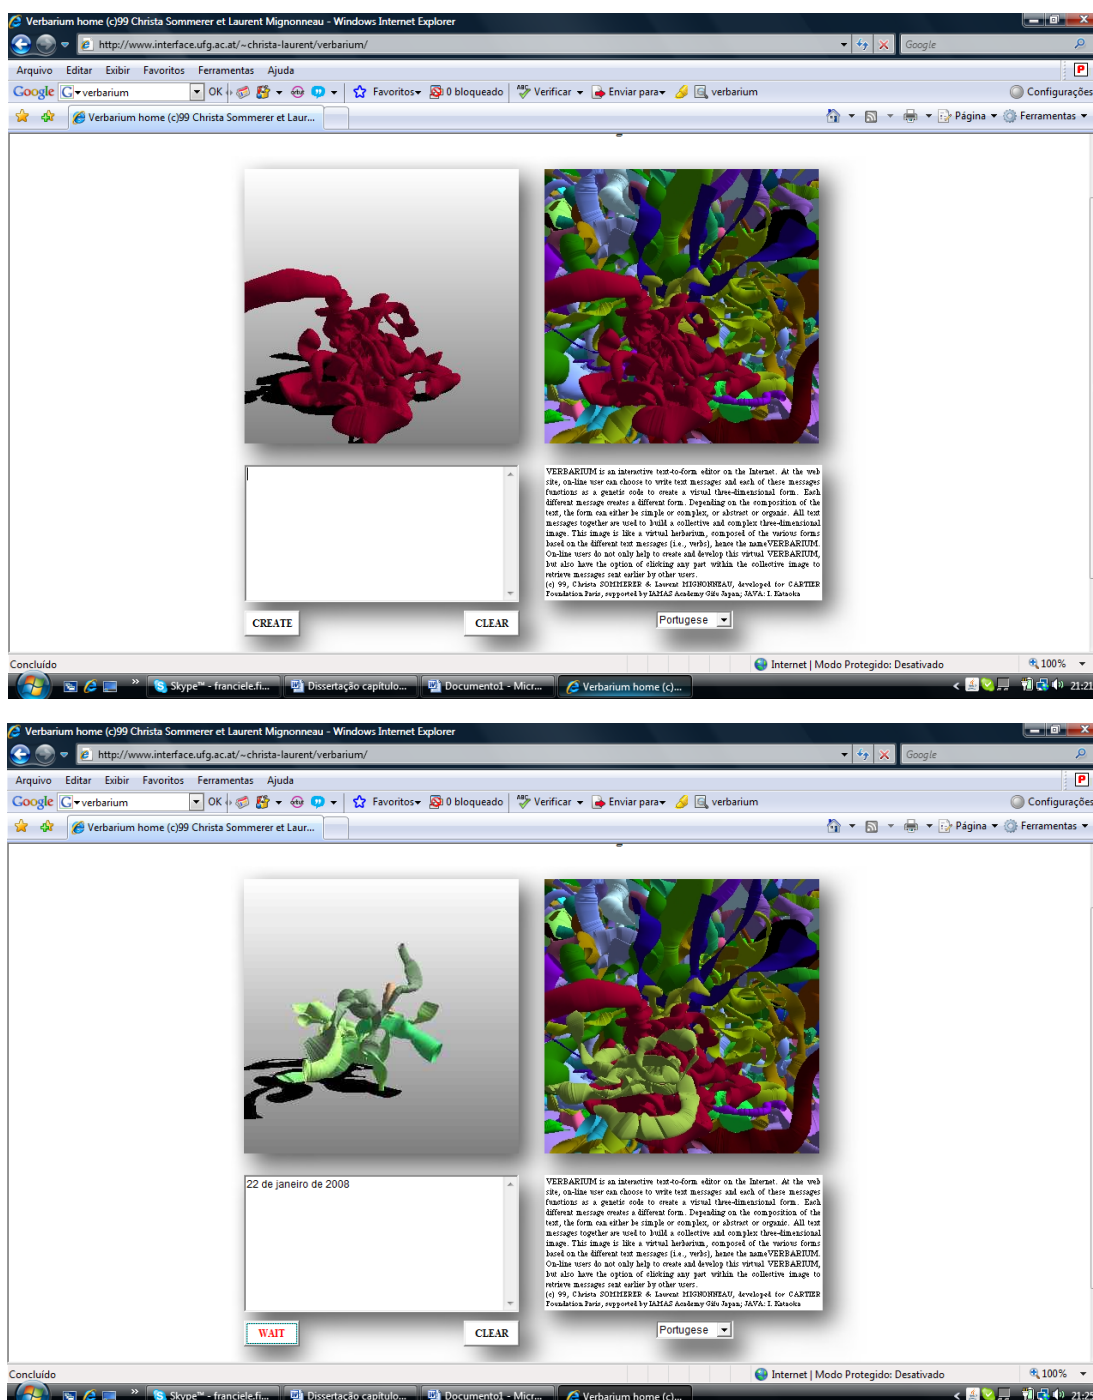 Verbarium home (c)99 Christa Sommerer et Laurent Mignonneau - Windows Internet Explorer
http://www.interface.ufg.ac.at/~christa-laurent/verbarium/ Google
Arquivo Editar Exibir Favoritos Ferramentas Ajuda
Google verbarium OK Favoritos 0 bloqueado Verificar Enviar para verbarium Configurações
Verbarium home (c)99 Christa Sommerer et Laur... Página Ferramentas
VERBARIUM is an interactive text-to-form editor on the Internet. At the web
site, on-line user can choose to write text messages and each of these messages
functions as a genetic code to create a visual three-dimensional form. Each
different message creates a different form. Depending on the composition of the
text, the form can either be simple or complex, or abstract or organic. All text
messages together are used to build a collective and complex three-dimensional
image. This image is like a virtual herbarium, composed of the various forms
based on the different text messages (i.e., verbs), hence the nameVERBARIUM.
On-line users do not only help to create and develop this virtual VERBARIUM,
but also have the option of clicking any part within the collective image to
retrieve messages sent earlier by other users.
(c) 99, Christa SOMMERER & Laurent MIGNONNEAU, developed for CARTIER
Foundation Paris, supported by IAMAS Academy Gifu Japan; JAVA: I. Kataoka
CREATE CLEAR Portugese
Concluído Internet | Modo Protegido: Desativado 100%
Skype™ - franciele.fi... Dissertação capítulo... Documento1 - Micr... Verbarium home (c)... 21:21
Verbarium home (c)99 Christa Sommerer et Laurent Mignonneau - Windows Internet Explorer
http://www.interface.ufg.ac.at/~christa-laurent/verbarium/ Google
Arquivo Editar Exibir Favoritos Ferramentas Ajuda
Google verbarium OK Favoritos 0 bloqueado Verificar Enviar para verbarium Configurações
Verbarium home (c)99 Christa Sommerer et Laur... Página Ferramentas
22 de janeiro de 2008
VERBARIUM is an interactive text-to-form editor on the Internet. At the web
site, on-line user can choose to write text messages and each of these messages
functions as a genetic code to create a visual three-dimensional form. Each
different message creates a different form. Depending on the composition of the
text, the form can either be simple or complex, or abstract or organic. All text
messages together are used to build a collective and complex three-dimensional
image. This image is like a virtual herbarium, composed of the various forms
based on the different text messages (i.e., verbs), hence the nameVERBARIUM.
On-line users do not only help to create and develop this virtual VERBARIUM,
but also have the option of clicking any part within the collective image to
retrieve messages sent earlier by other users.
(c) 99, Christa SOMMERER & Laurent MIGNONNEAU, developed for CARTIER
Foundation Paris, supported by IAMAS Academy Gifu Japan; JAVA: I. Kataoka
WAIT CLEAR Portugese
Concluído Internet | Modo Protegido: Desativado 100%
Skype™ - franciele.fi... Dissertação capítulo... Documento1 - Micr... Verbarium home (c)... 21:25